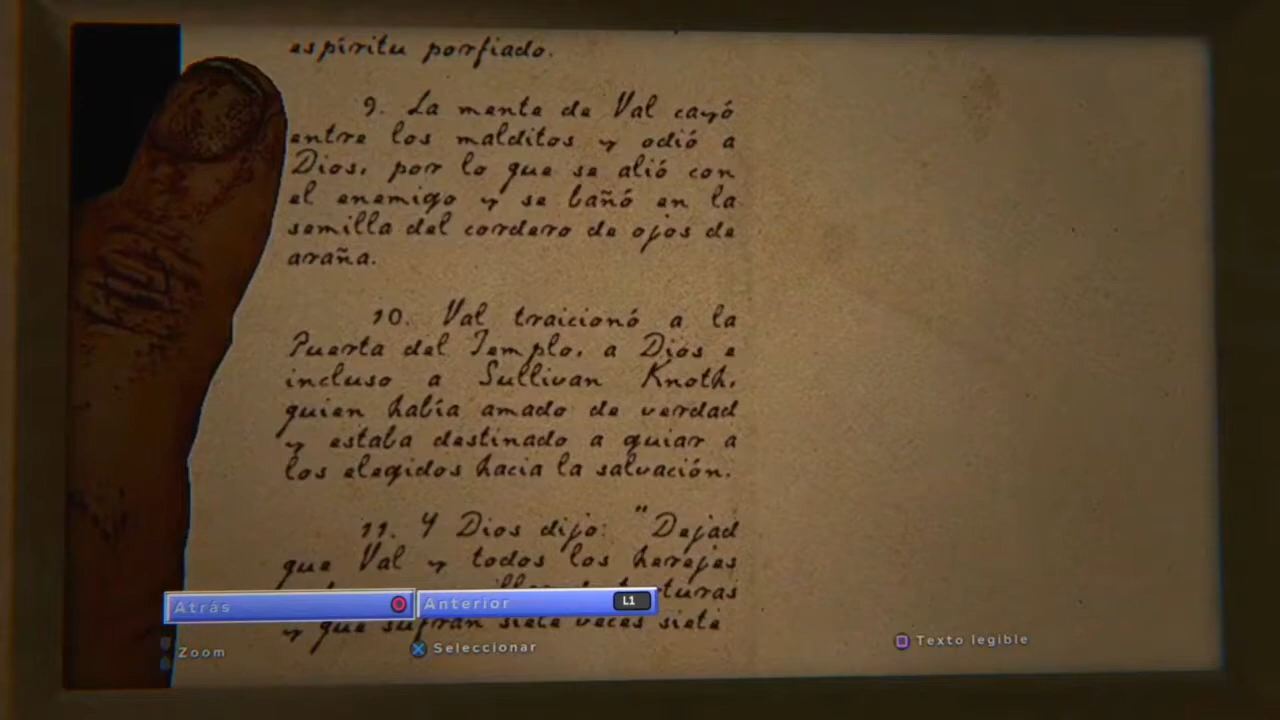 espíritu porfiado.
9. La mente de Val cayó
entre los malditos y odió a
Dios, por lo que se alió con
el enemigo y se bañó en la
semilla del cordero de ojos de
araña.
10. Val traicionó a la
Puerta del Templo, a Dios e
incluso a Sullivan Knoth,
quien había amado de verdad
y estaba destinado a guiar a
los elegidos hacia la salvación.
11. Y Dios dijo: "Dejad
que Val y todos los herejes
y que sufran siete veces siete
Atrás
Anterior L1
Zoom
Seleccionar
Texto legible